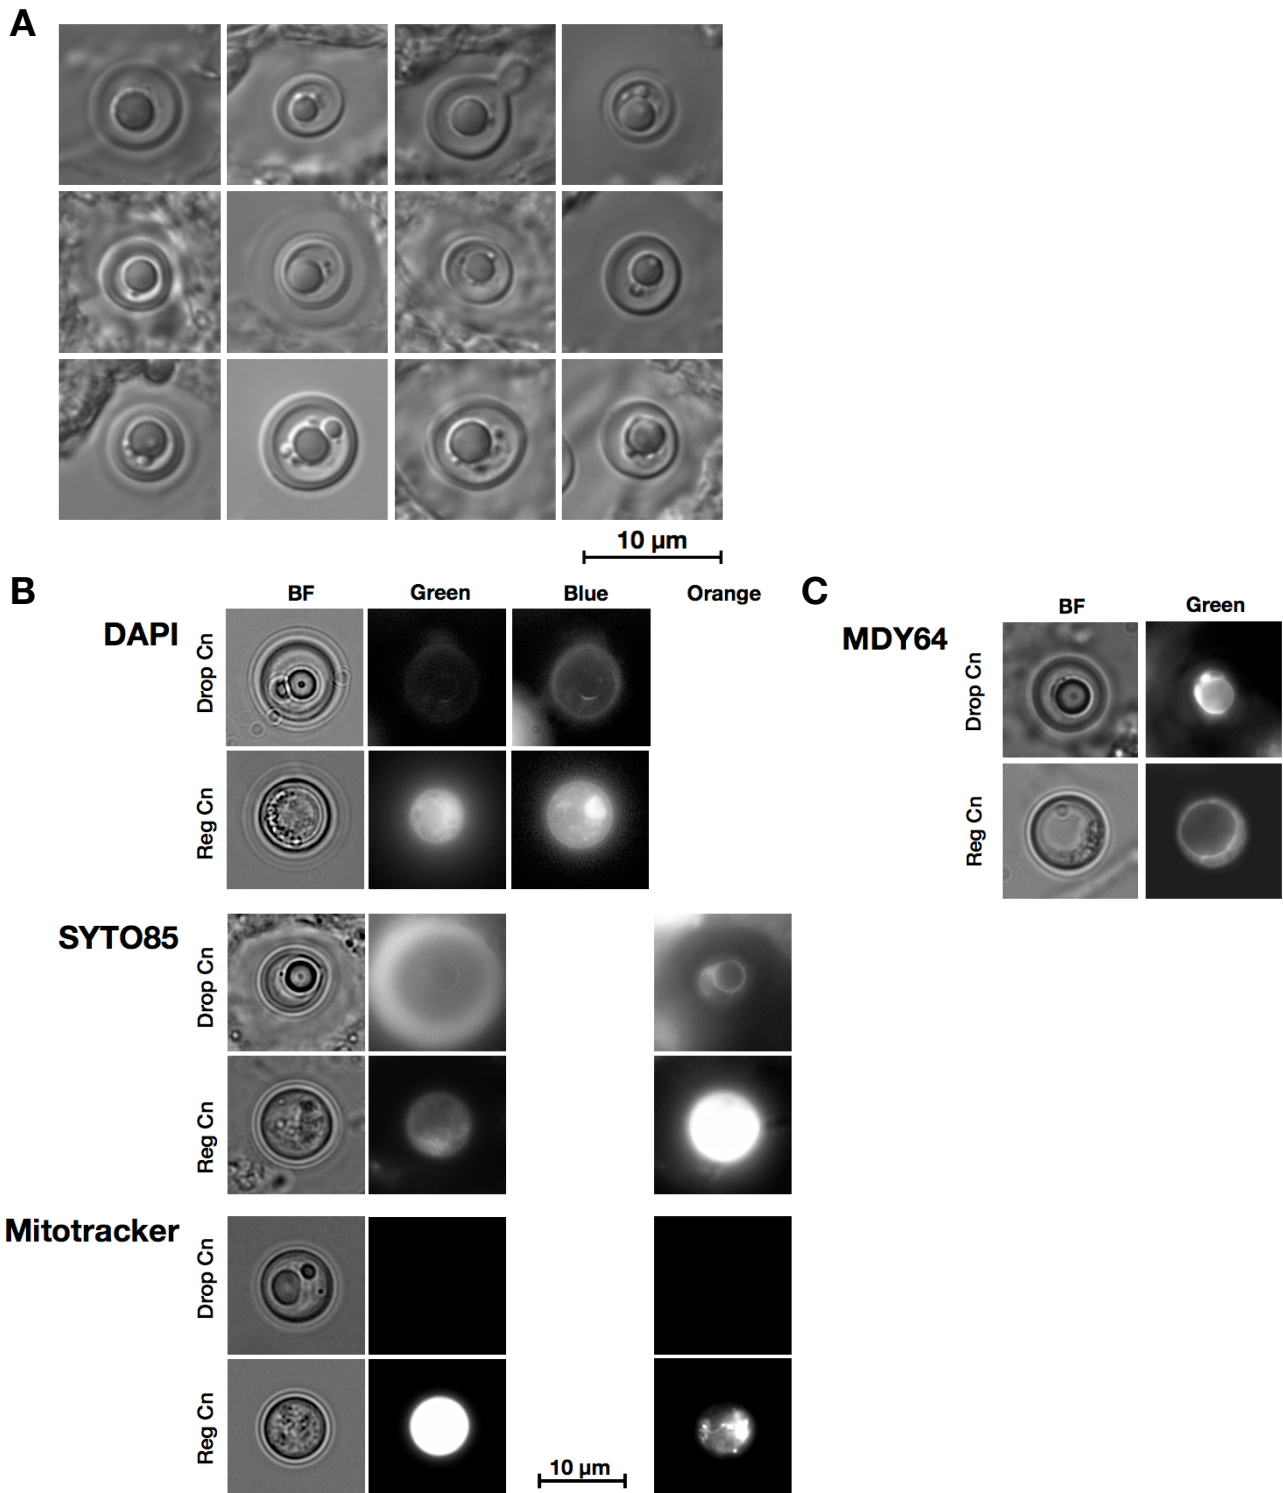 A
10 µm
B
BF Green Blue Orange
DAPI
Drop Cn
Reg Cn
SYTO85
Drop Cn
Reg Cn
Mitotracker
Drop Cn
Reg Cn
10 µm
C
BF Green
MDY64
Drop Cn
Reg Cn